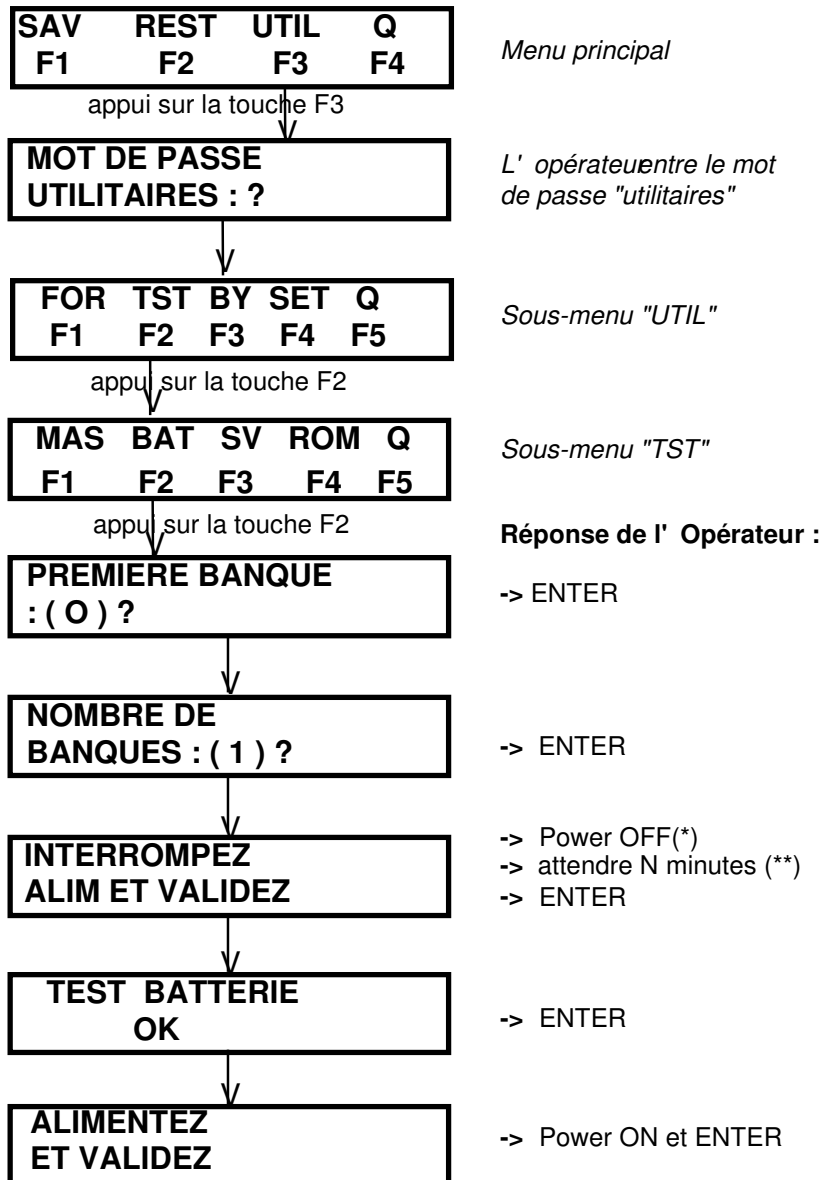 SAV REST UTIL Q
F1 F2 F3 F4
Menu principal
appui sur la touche F3
MOT DE PASSE
UTILITAIRES : ?
L' opérateurentre le mot
de passe "utilitaires"
FOR TST BY SET Q
F1 F2 F3 F4 F5
Sous-menu "UTIL"
appui sur la touche F2
MAS BAT SV ROM Q
F1 F2 F3 F4 F5
Sous-menu "TST"
appui sur la touche F2
Réponse de l' Opérateur :
PREMIERE BANQUE
: ( O ) ?
-> ENTER
NOMBRE DE
BANQUES : ( 1 ) ?
-> ENTER
INTERROMPEZ
ALIM ET VALIDEZ
-> Power OFF(*)
-> attendre N minutes (**)
-> ENTER
TEST BATTERIE
OK
-> ENTER
ALIMENTEZ
ET VALIDEZ
-> Power ON et ENTER